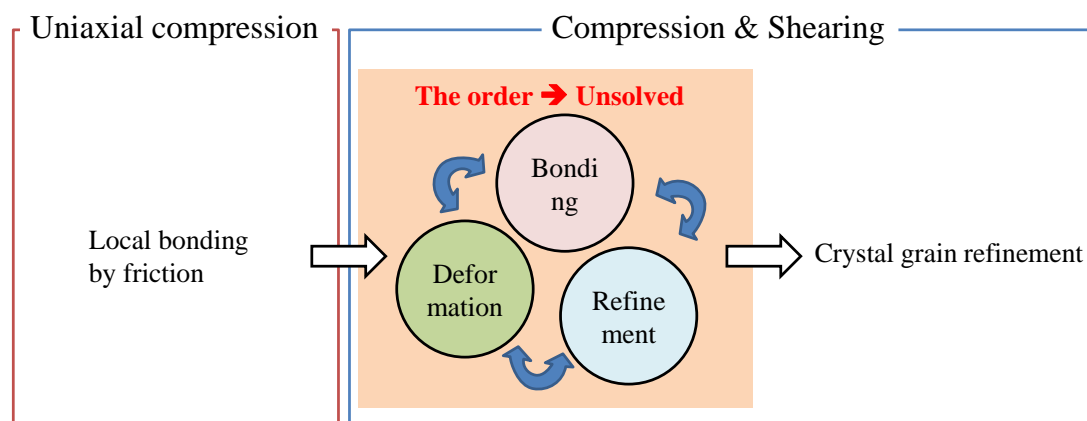 Uniaxial compression
Compression & Shearing
The order ➔ Unsolved
Bondi
ng
Local bonding
by friction
Defor
mation
Refine
ment
Crystal grain refinement